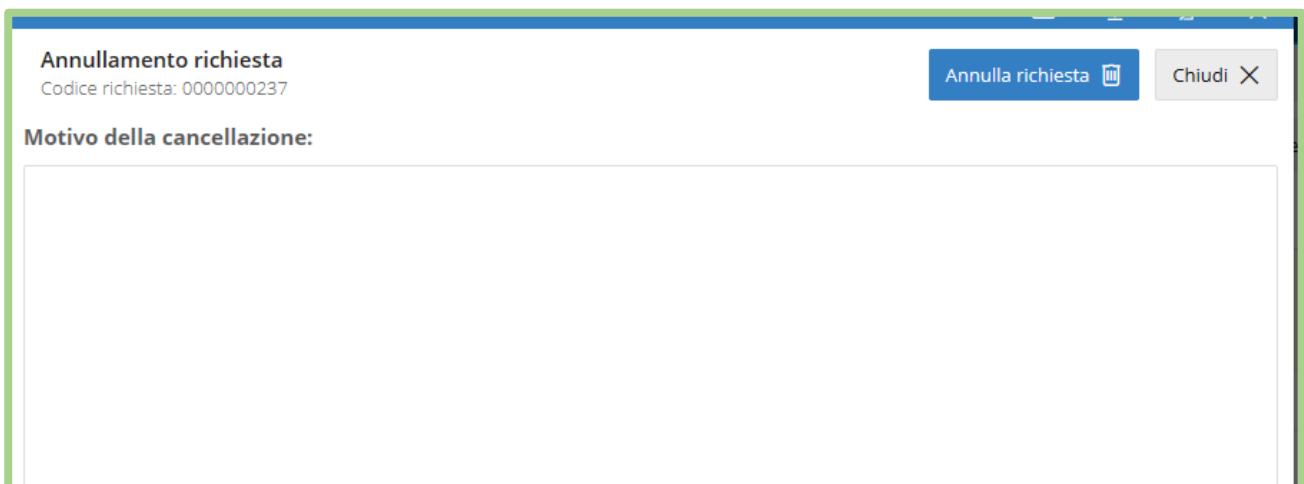 Annullamento richiesta
Codice richiesta: 0000000237
Annulla richiesta
Chiudi
Motivo della cancellazione: